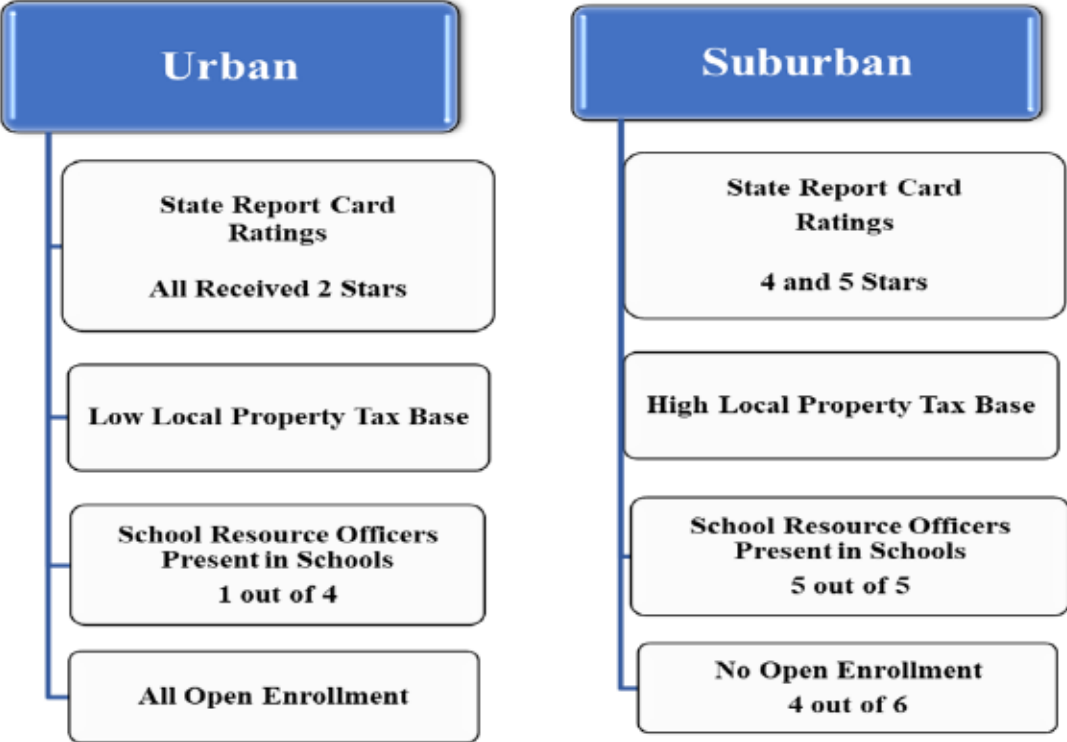 Urban
State Report Card
Ratings
All Received 2 Stars
Low Local Property Tax Base
School Resource Officers
Present in Schools
1 out of 4
All Open Enrollment
Suburban
State Report Card
Ratings
4 and 5 Stars
High Local Property Tax Base
School Resource Officers
Present in Schools
5 out of 5
No Open Enrollment
4 out of 6